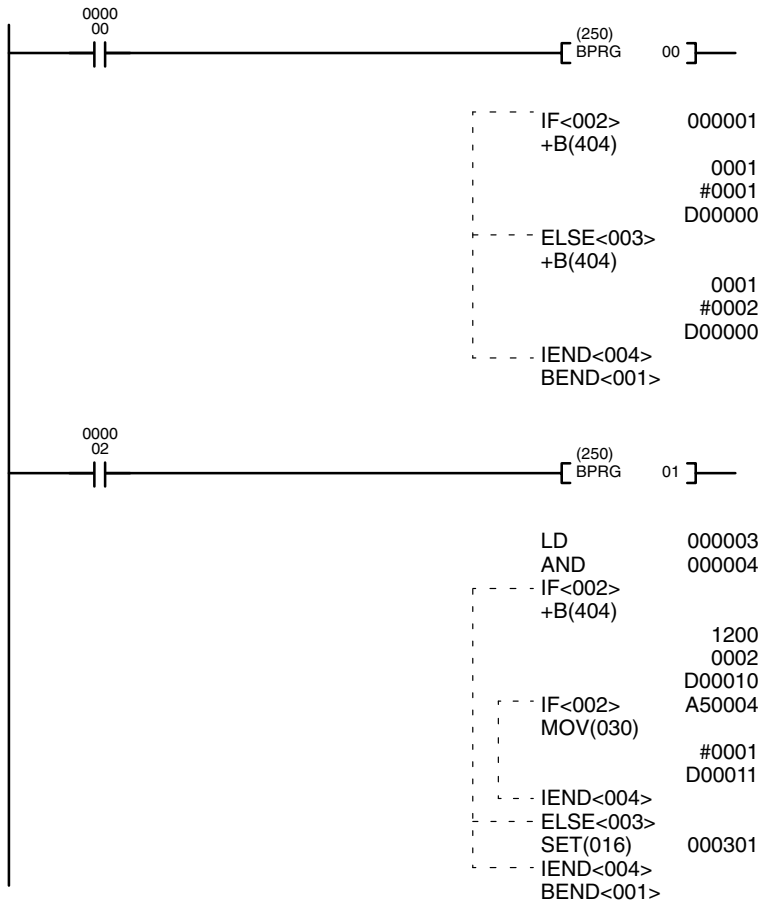 0000
00
(250)
BPRG 00
IF<002> 000001
+B(404)
0001
#0001
D00000
ELSE<003>
+B(404)
0001
#0002
D00000
IEND<004>
BEND<001>
0000
02
(250)
BPRG 01
LD 000003
AND 000004
IF<002>
+B(404)
1200
0002
D00010
IF<002> A50004
MOV(030)
#0001
D00011
IEND<004>
ELSE<003>
SET(016) 000301
IEND<004>
BEND<001>